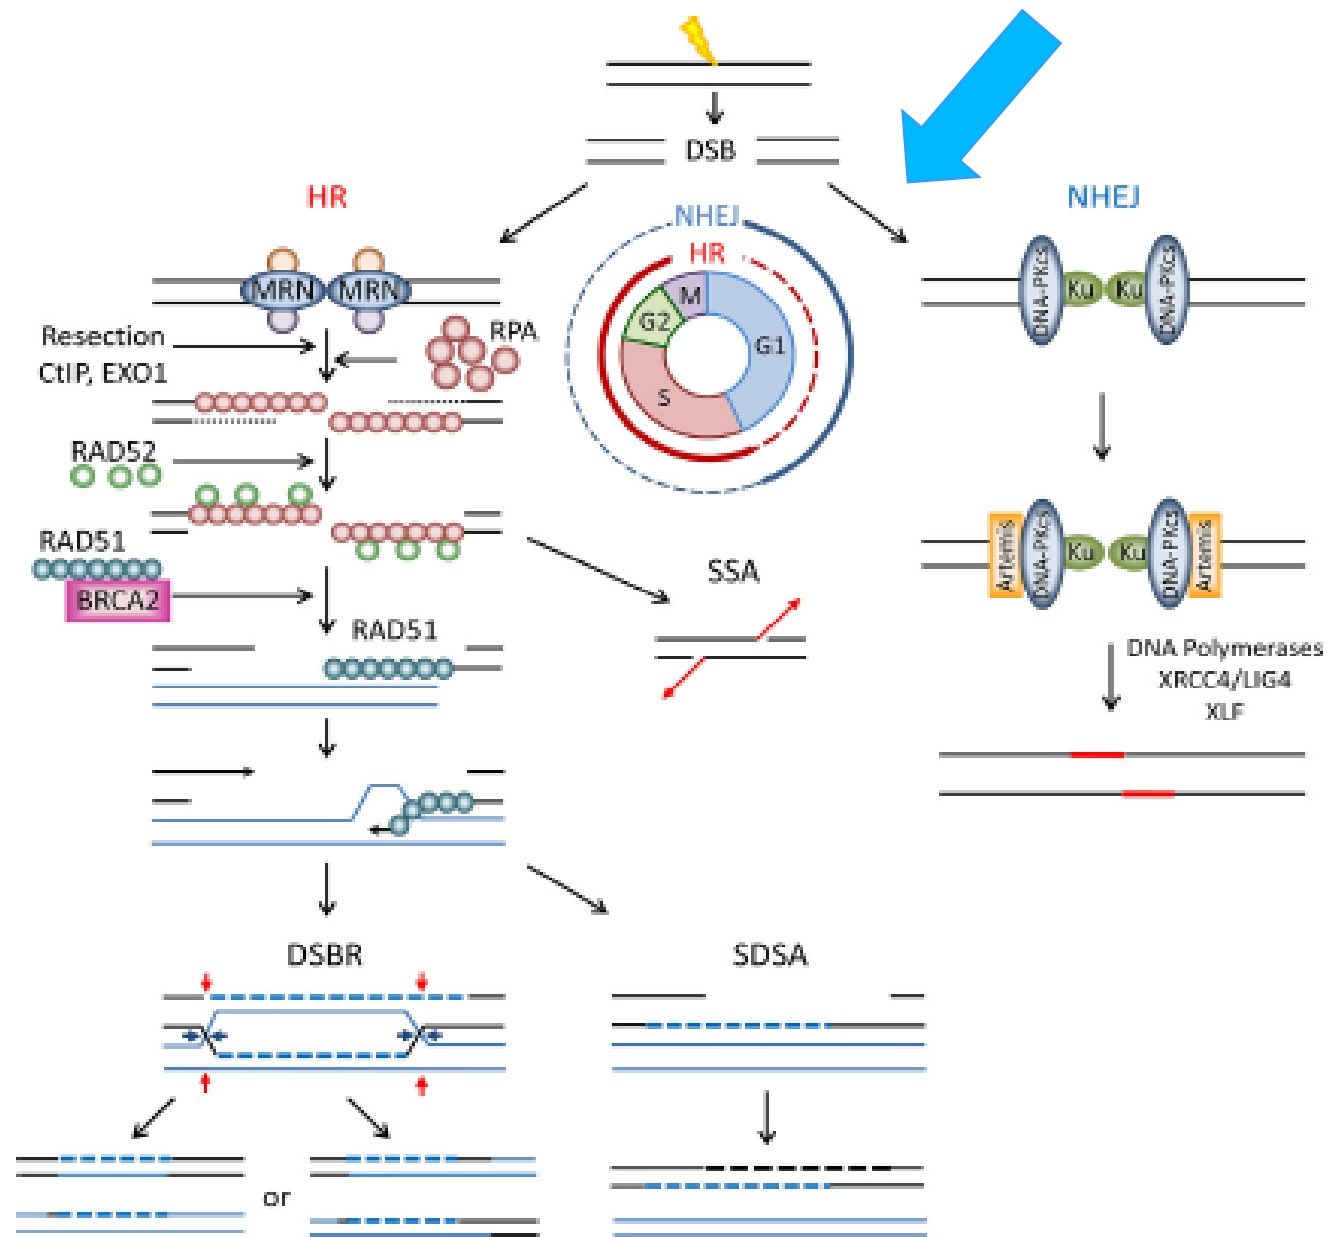 DSB
HR
NHEJ
NHEJ
HR
M
G2
G1
S
MRN
MRN
Resection
CtIP, EXO1
RPA
DNA-PKcs
Ku
Ku
DNA-PKcs
RAD52
RAD51
BRCA2
RAD51
SSA
Artemis
DNA-PKcs
Ku
Ku
DNA-PKcs
Artemis
DNA Polymerases
XRCC4/LIG4
XLF
DSBR
SDSA
or